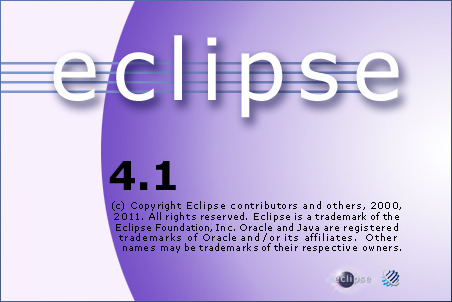 eclipse
4.1
(c) Copyright Eclipse contributors and others, 2000,
2011. All rights reserved. Eclipse is a trademark of the
Eclipse Foundation, Inc. Oracle and Java are registered
trademarks of Oracle and/or its affiliates. Other
names may be trademarks of their respective owners.
eclipse